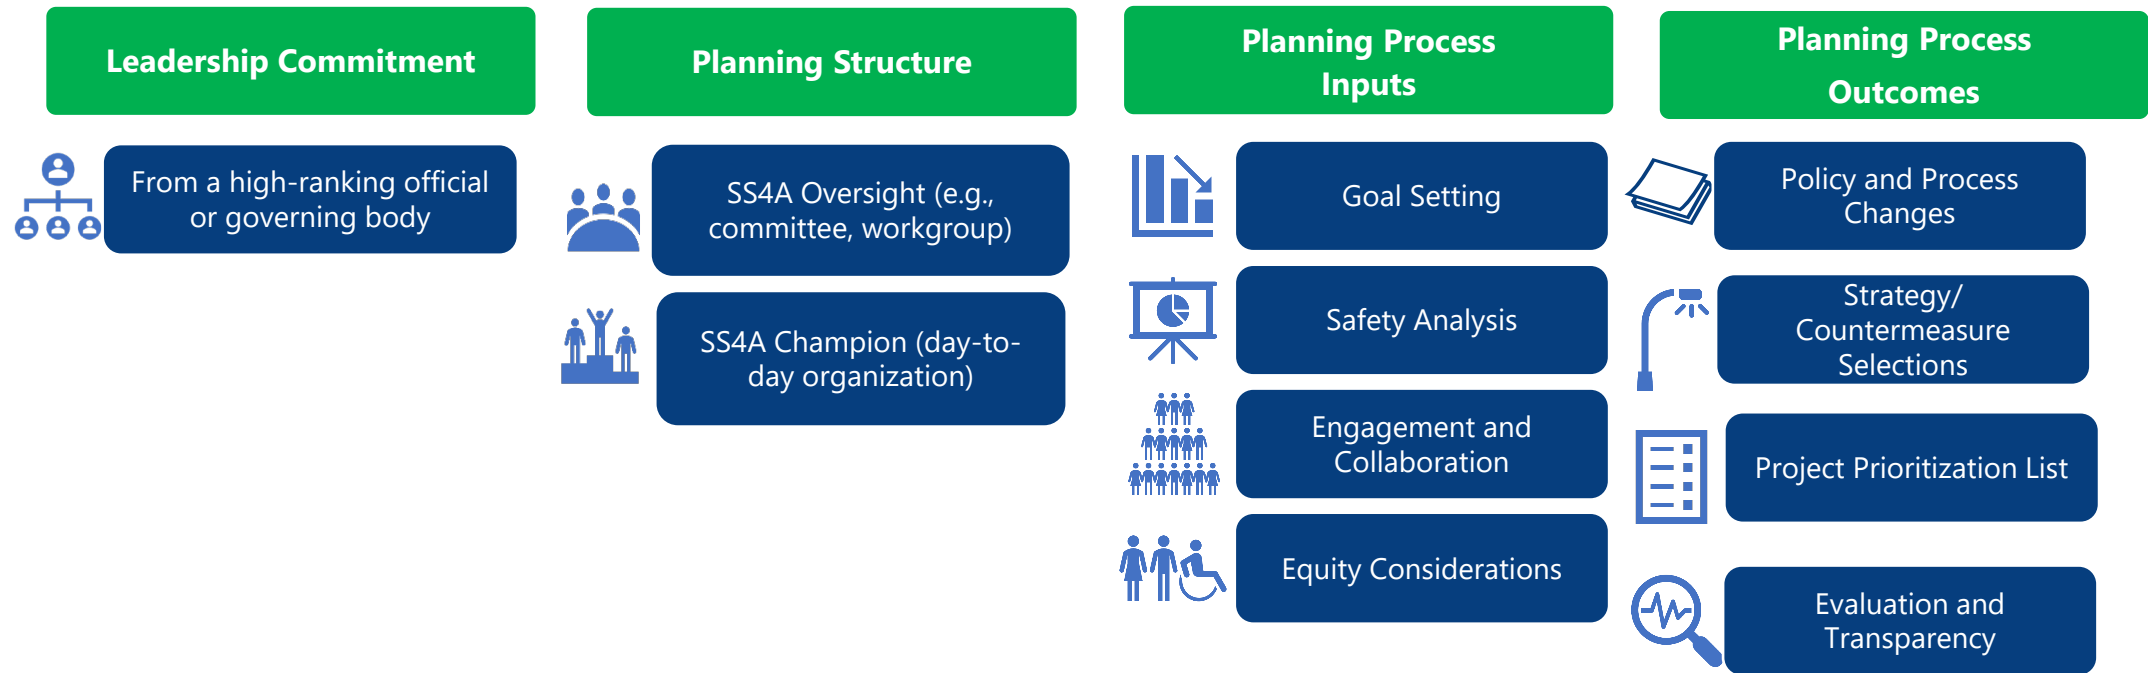 Leadership Commitment
From a high-ranking official
or governing body
Planning Structure
SS4A Oversight (e.g.,
committee, workgroup)
SS4A Champion (day-to-
day organization)
Planning Process
Inputs
Goal Setting
Safety Analysis
Engagement and
Collaboration
Equity Considerations
Planning Process
Outcomes
Policy and Process
Changes
Strategy/
Countermeasure
Selections
Project Prioritization List
Evaluation and
Transparency